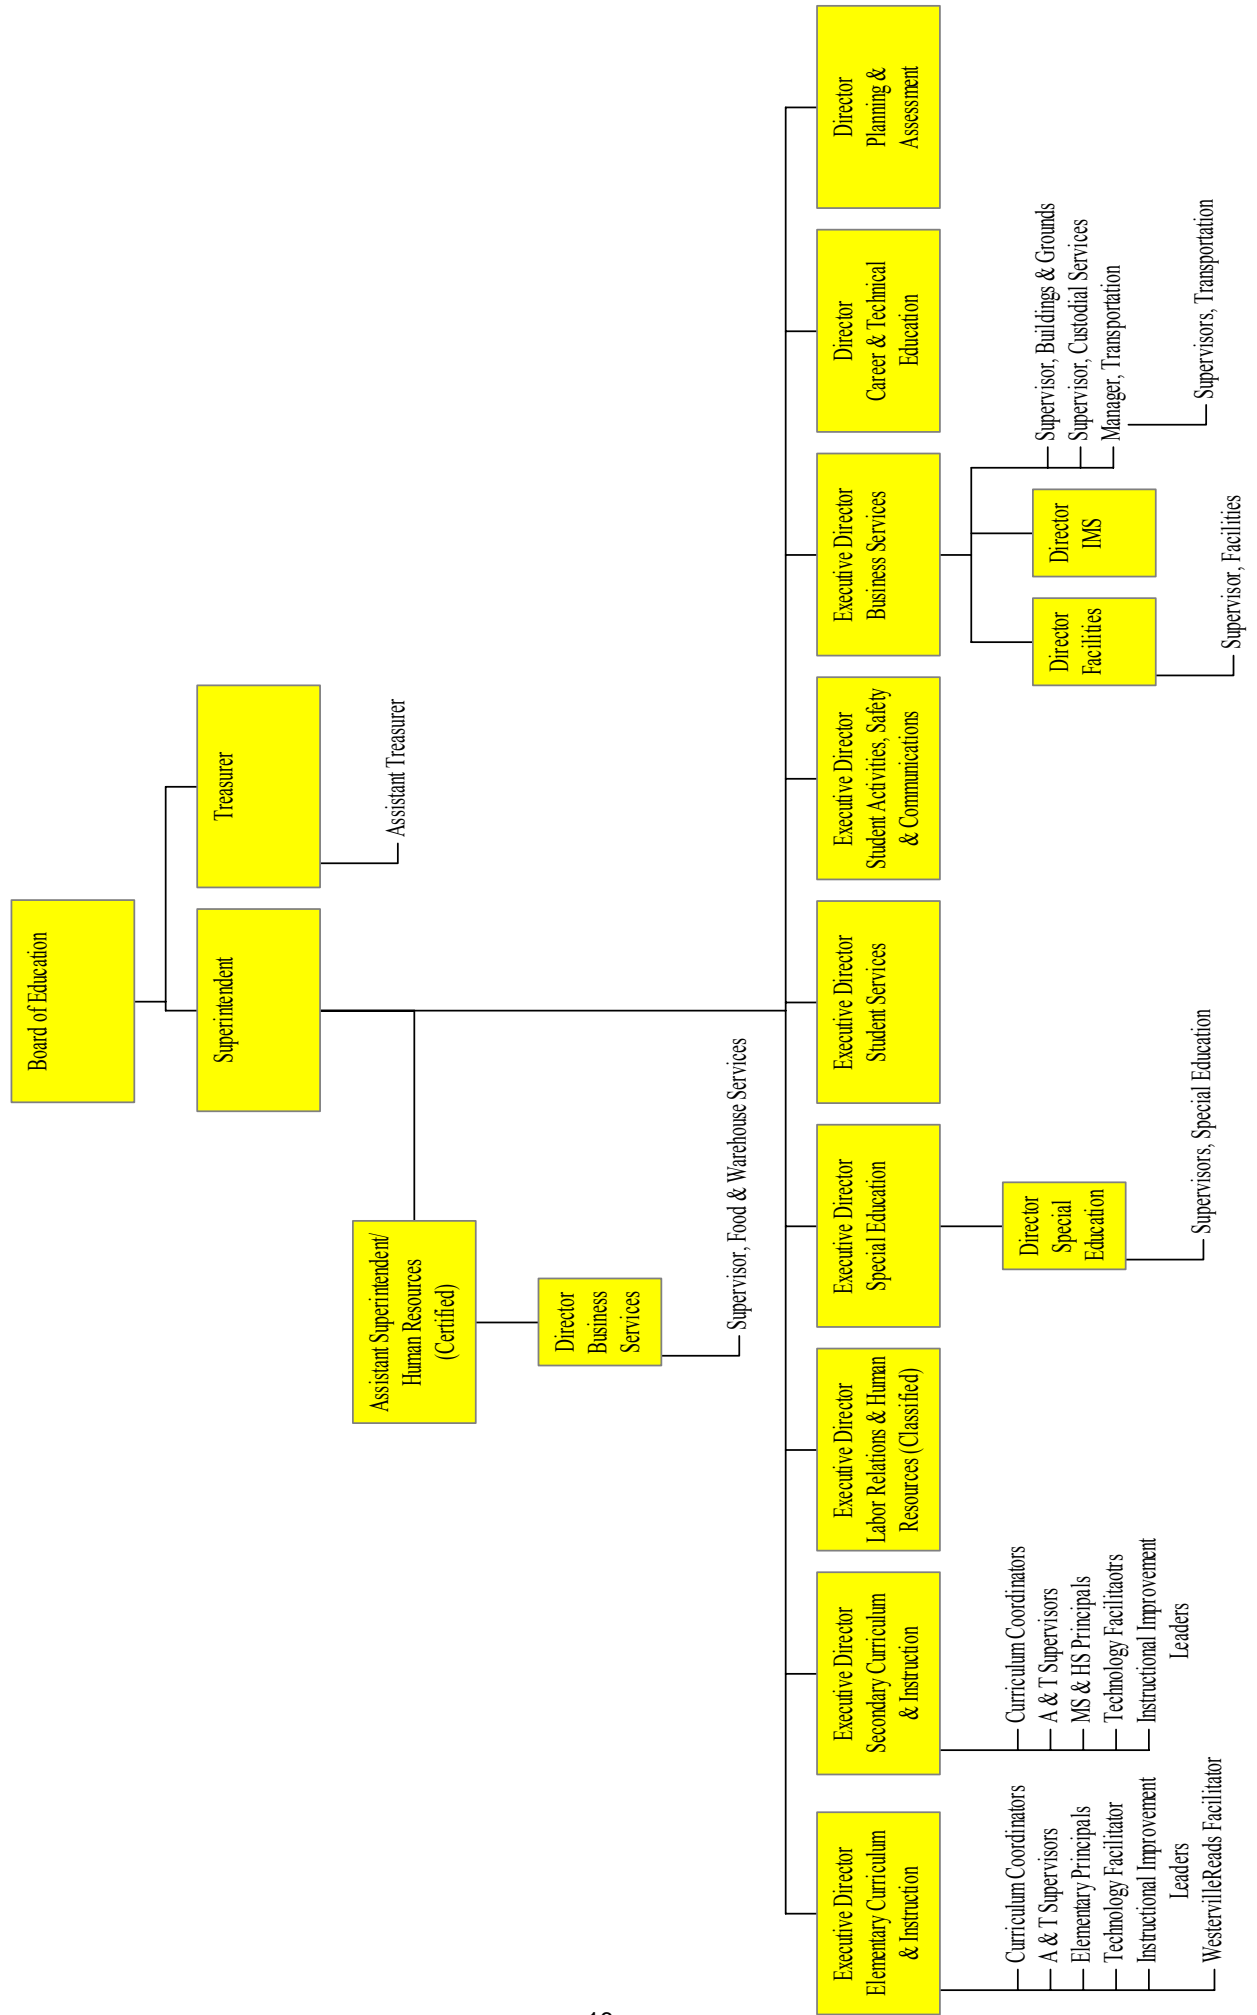 Board of Education
Superintendent
Treasurer
Assistant Treasurer
Assistant Superintendent/
Human Resources
(Certified)
Director
Business
Services
Supervisor, Food & Warehouse Services
Executive Director
Elementary Curriculum
& Instruction
Curriculum Coordinators
A & T Supervisors
Elementary Principals
Technology Facilitator
Instructional Improvement
Leaders
WestervilleReads Facilitator
Executive Director
Secondary Curriculum
& Instruction
Curriculum Coordinators
A & T Supervisors
MS & HS Principals
Technology Facilitaotrs
Instructional Improvement
Leaders
Executive Director
Labor Relations & Human
Resources (Classified)
Executive Director
Special Education
Director
Special
Education
Supervisors, Special Education
Executive Director
Student Services
Executive Director
Student Activities, Safety
& Communications
Executive Director
Business Services
Director
Facilities
Supervisor, Facilities
Director
IMS
Supervisor, Buildings & Grounds
Supervisor, Custodial Services
Manager, Transportation
Supervisors, Transportation
Director
Career & Technical
Education
Director
Planning &
Assessment